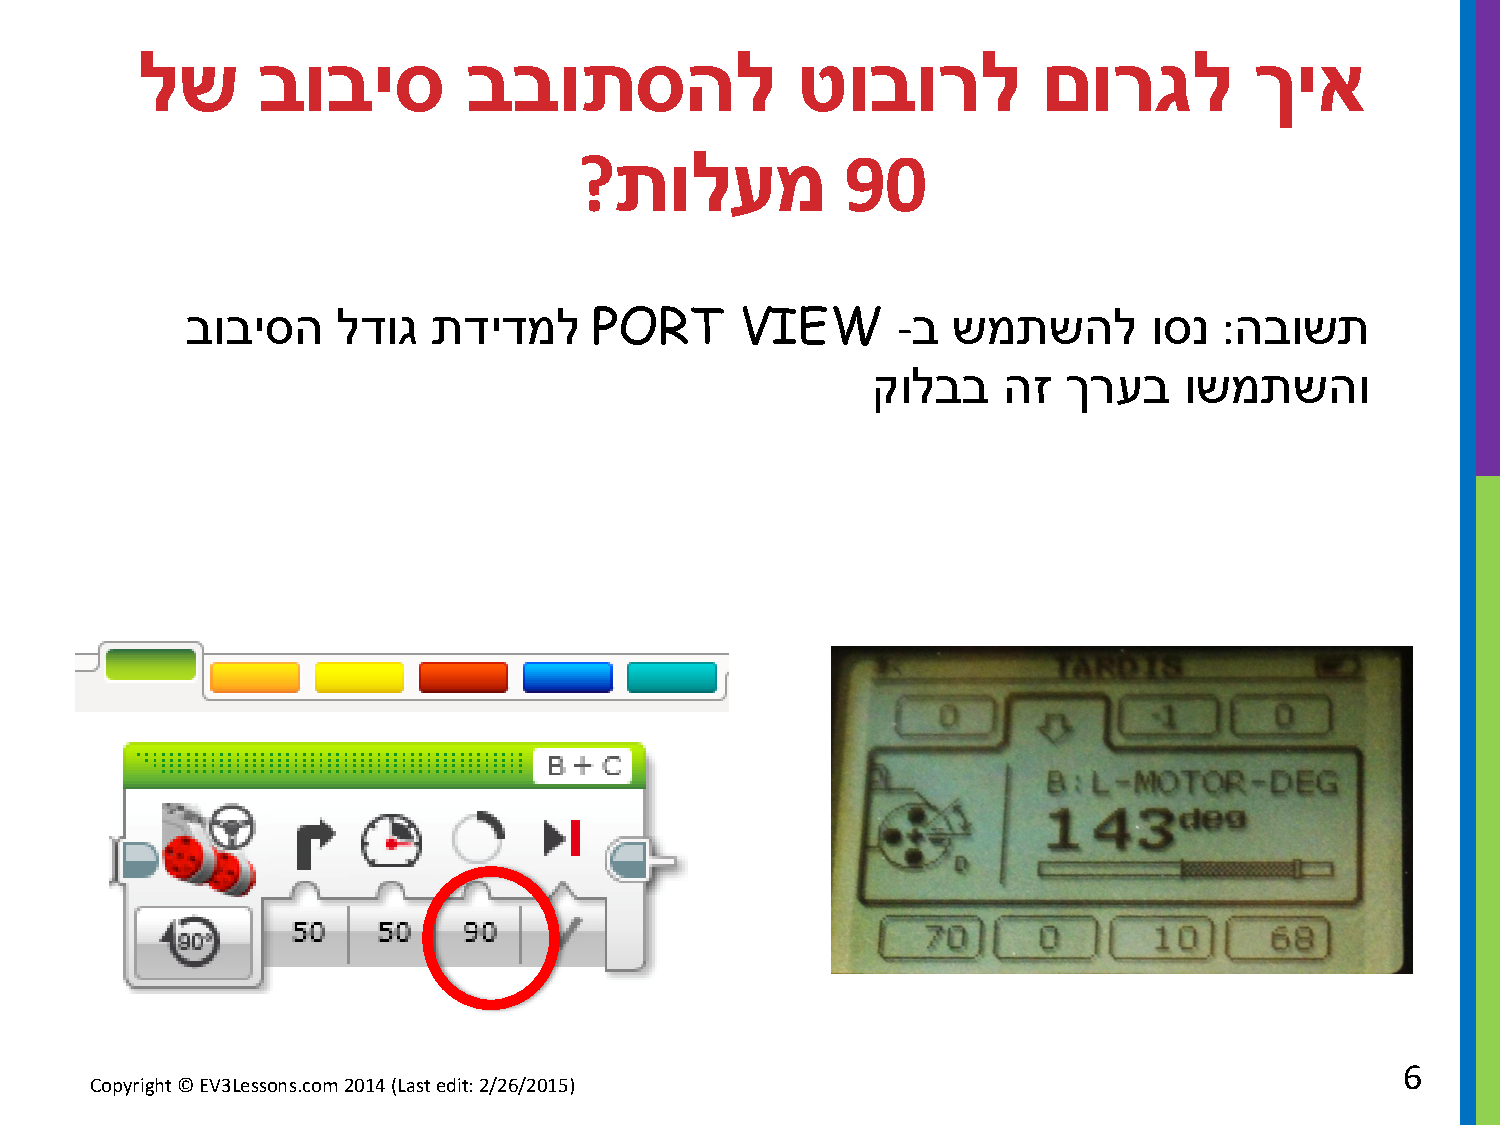 איך לגרום לרובוט להסתובב סיבוב של
90 מעלות?
תשובה: נסו להשתמש ב- PORT VIEW למדידת גודל הסיבוב
והשתמשו בערך זה בבלוק
B + C
90°
50 50 90
TARDIS
0 -1 0
B:L-MOTOR-DEG
143deg
70 0 10 68
Copyright © EV3Lessons.com 2014 (Last edit: 2/26/2015)
6